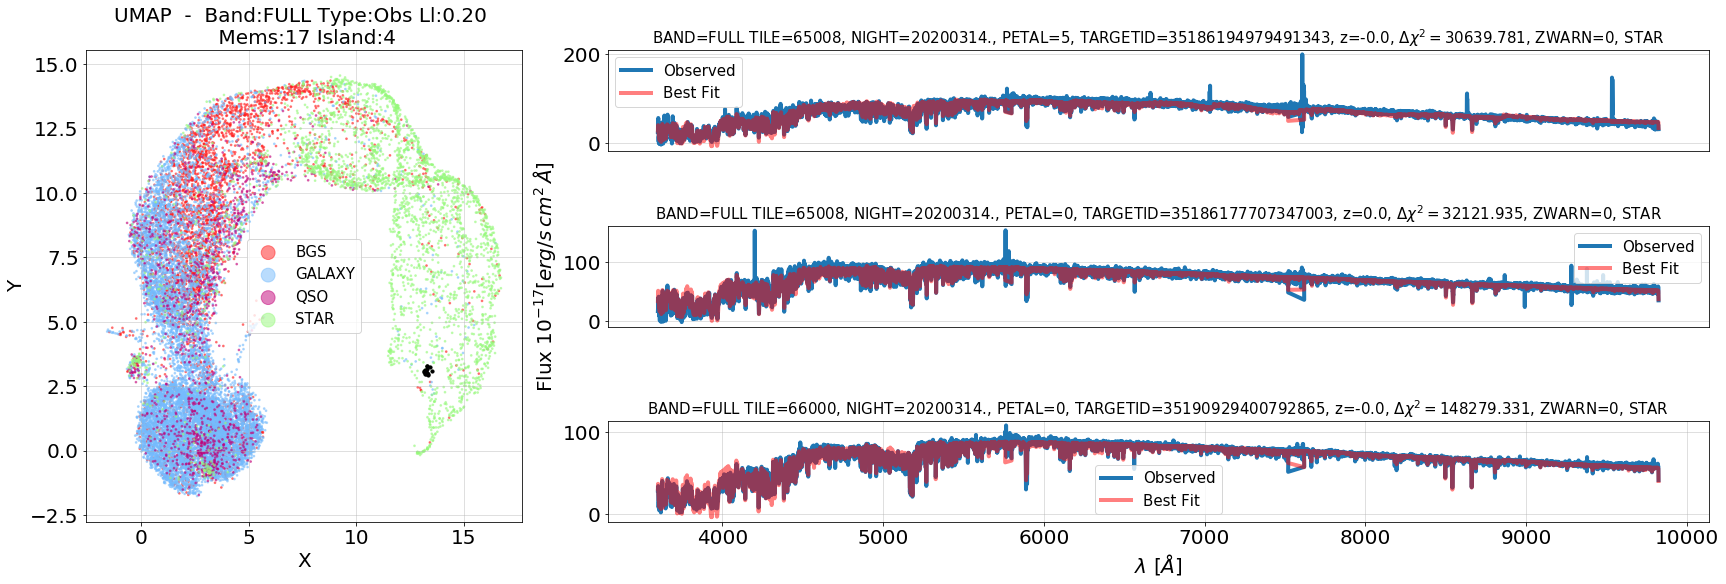 UMAP - Band:FULL Type:Obs Ll:0.20
Mems:17 Island:4
15.0
12.5
10.0
7.5
5.0
2.5
0.0
−2.5
Y
0
5
10
15
X
BGS
GALAXY
QSO
STAR
Flux 10⁻¹⁷[erg/s cm² Å]
BAND=FULL TILE=65008, NIGHT=20200314., PETAL=5, TARGETID=35186194979491343, z=-0.0, Δχ² = 30639.781, ZWARN=0, STAR
200
0
Observed
Best Fit
BAND=FULL TILE=65008, NIGHT=20200314., PETAL=0, TARGETID=35186177707347003, z=0.0, Δχ² = 32121.935, ZWARN=0, STAR
100
0
Observed
Best Fit
BAND=FULL TILE=66000, NIGHT=20200314., PETAL=0, TARGETID=35190929400792865, z=-0.0, Δχ² = 148279.331, ZWARN=0, STAR
100
0
Observed
Best Fit
4000
5000
6000
7000
8000
9000
10000
λ [Å]